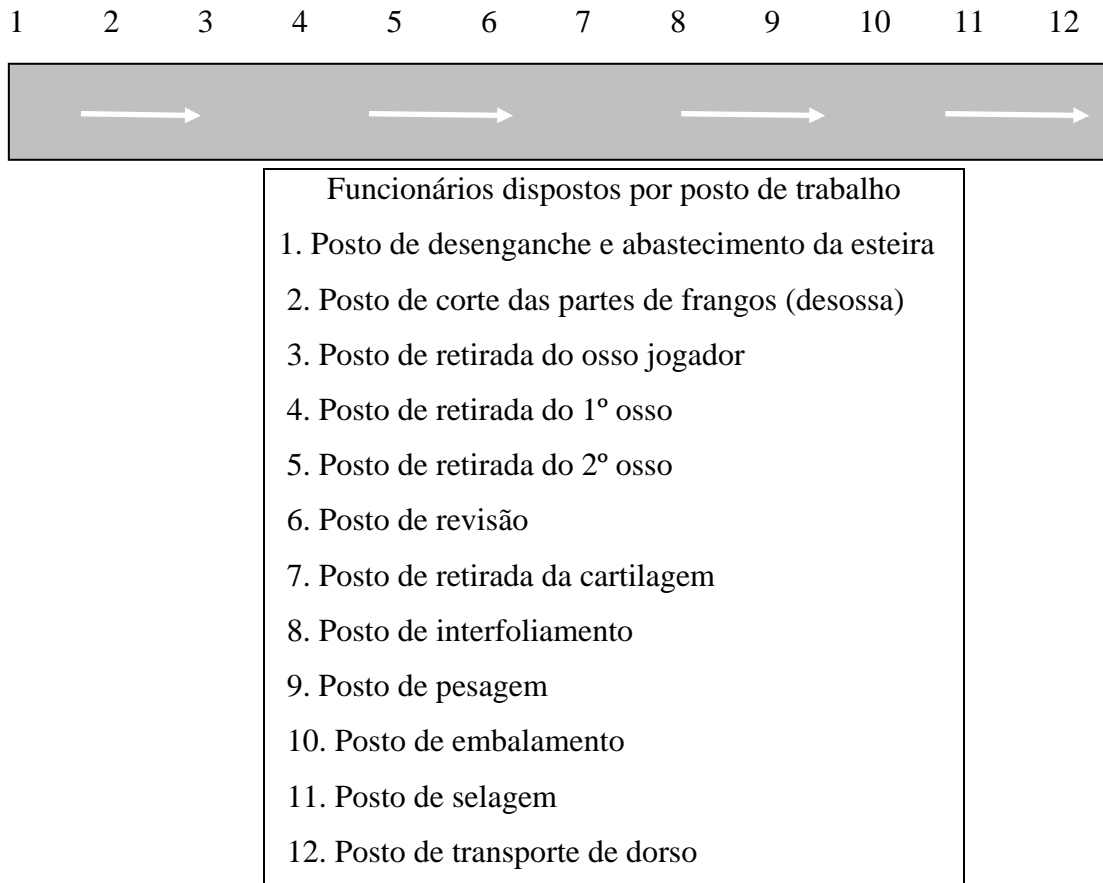 1 2 3 4 5 6 7 8 9 10 11 12
Funcionários dispostos por posto de trabalho
1. Posto de desenganche e abastecimento da esteira
2. Posto de corte das partes de frangos (desossa)
3. Posto de retirada do osso jogador
4. Posto de retirada do 1º osso
5. Posto de retirada do 2º osso
6. Posto de revisão
7. Posto de retirada da cartilagem
8. Posto de interfoliamento
9. Posto de pesagem
10. Posto de embalamento
11. Posto de selagem
12. Posto de transporte de dorso